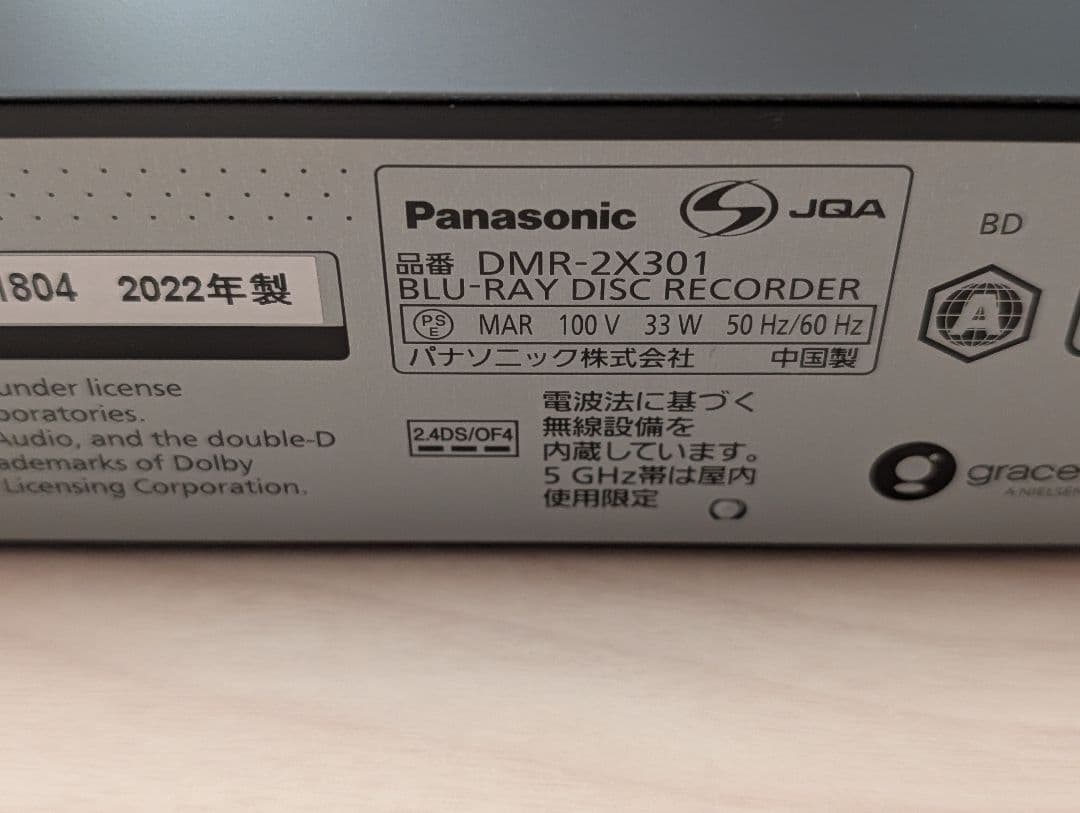 Panasonic JQA
品番 DMR-2X301
BLU-RAY DISC RECORDER
PSE MAR 100 V 33 W 50 Hz/60 Hz
パナソニック株式会社 中国製
1804 2022年製
under license
Audio, and the double-D
of Dolby
Licensing Corporation.
2.4DS/OF4
電波法に基づく
無線設備を
内蔵しています。
5 GHz帯は屋内
使用限定
BD
A
g